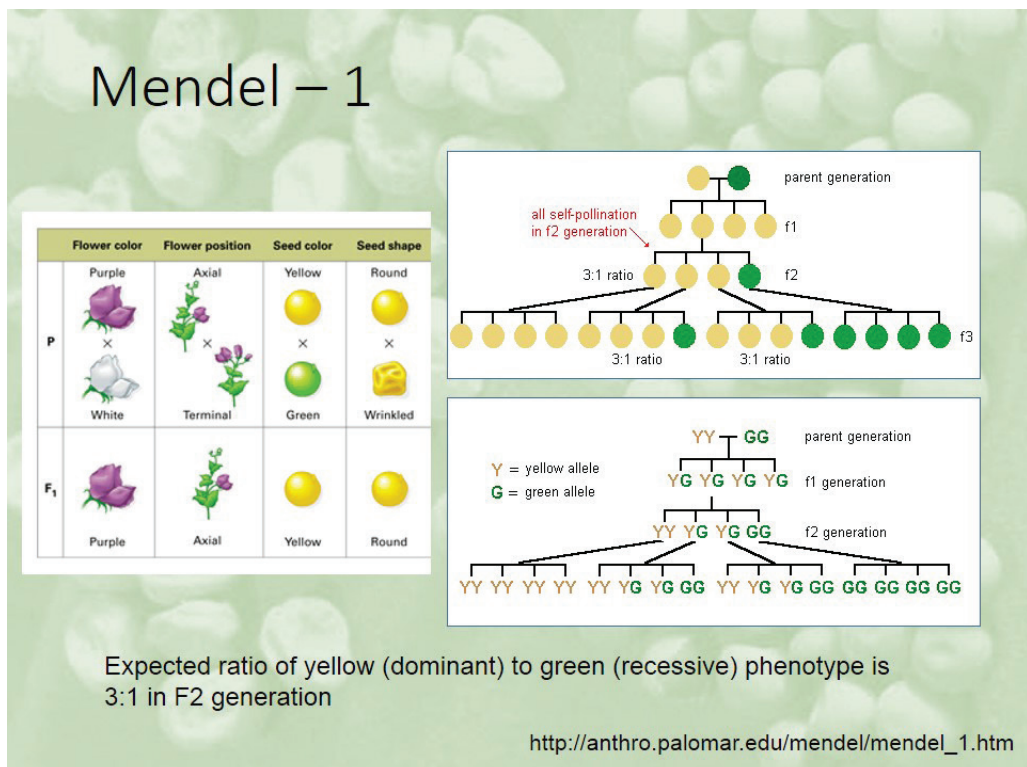 Mendel – 1
Flower color Flower position Seed color Seed shape
P
Purple Axial Yellow Round
× × × ×
White Terminal Green Wrinkled
F1
Purple Axial Yellow Round
parent generation
all self-pollination
in f2 generation
f1
3:1 ratio
f2
f3
3:1 ratio 3:1 ratio
YY GG parent generation
Y = yellow allele
G = green allele
YG YG YG YG f1 generation
YY YG YG GG f2 generation
YY YY YY YY YY YG YG GG YY YG YG GG GG GG GG GG
Expected ratio of yellow (dominant) to green (recessive) phenotype is
3:1 in F2 generation
http://anthro.palomar.edu/mendel/mendel_1.htm